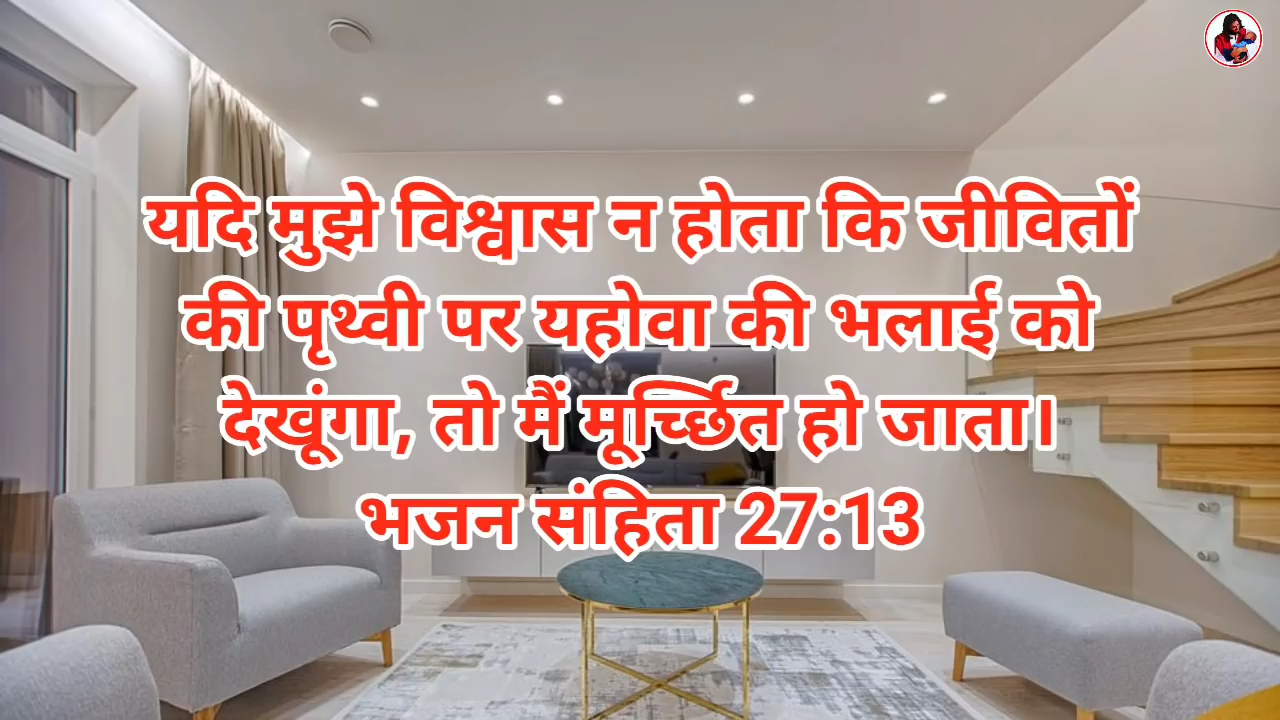 यदि मुझे विश्वास न होता कि जीवितों
की पृथ्वी पर यहोवा की भलाई को
देखूंगा, तो मैं मूर्च्छित हो जाता।
भजन संहिता 27:13